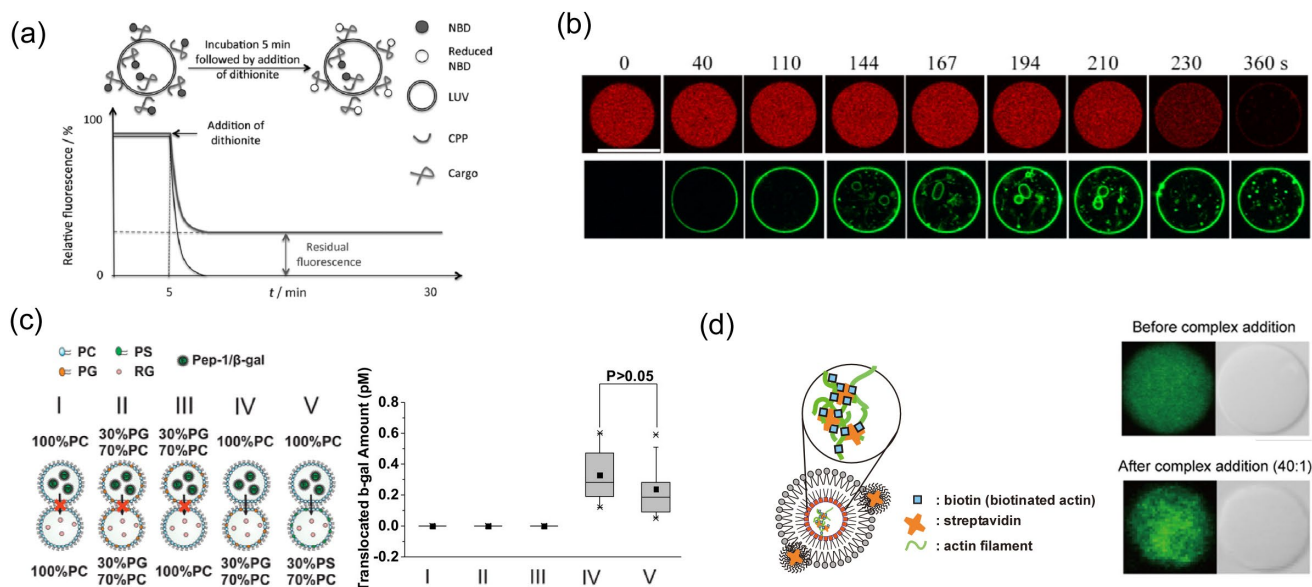 (a)
Incubation 5 min
followed by addition
of dithionite
NBD
Reduced
NBD
LUV
CPP
Cargo
Relative fluorescence / %
100
0
Addition of
dithionite
Residual
fluorescence
5
t / min
30
(b)
0 40 110 144 167 194 210 230 360 s
(c)
PC PS Pep-1/β-gal
PG RG
I II III IV V
100%PC 30%PG 30%PG 100%PC 100%PC
70%PC 70%PC
100%PC 30%PG 100%PC 30%PG 30%PS
70%PC 70%PC 70%PC
Translocated b-gal Amount (pM)
0.8
0.6
0.4
0.2
0.0
-0.2
P>0.05
I II III IV V
(d)
: biotin (biotinated actin)
: streptavidin
: actin filament
Before complex addition
After complex addition (40:1)